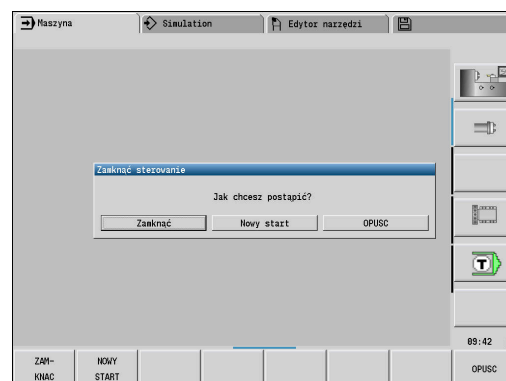 Maszyna
Simulation
Edytor narzędzi
Zamknąć sterowanie
Jak chcesz postąpić?
Zamknąć
Nowy start
OPUSC
T
09:42
ZAM-
KNAC
NOWY
START
OPUSC